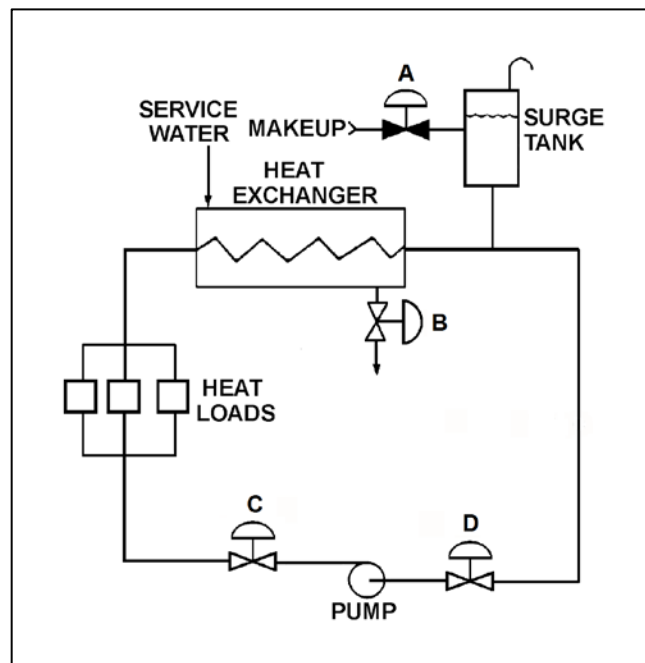 A
SERVICE
WATER
MAKEUP
SURGE
TANK
HEAT
EXCHANGER
B
HEAT
LOADS
C
D
PUMP